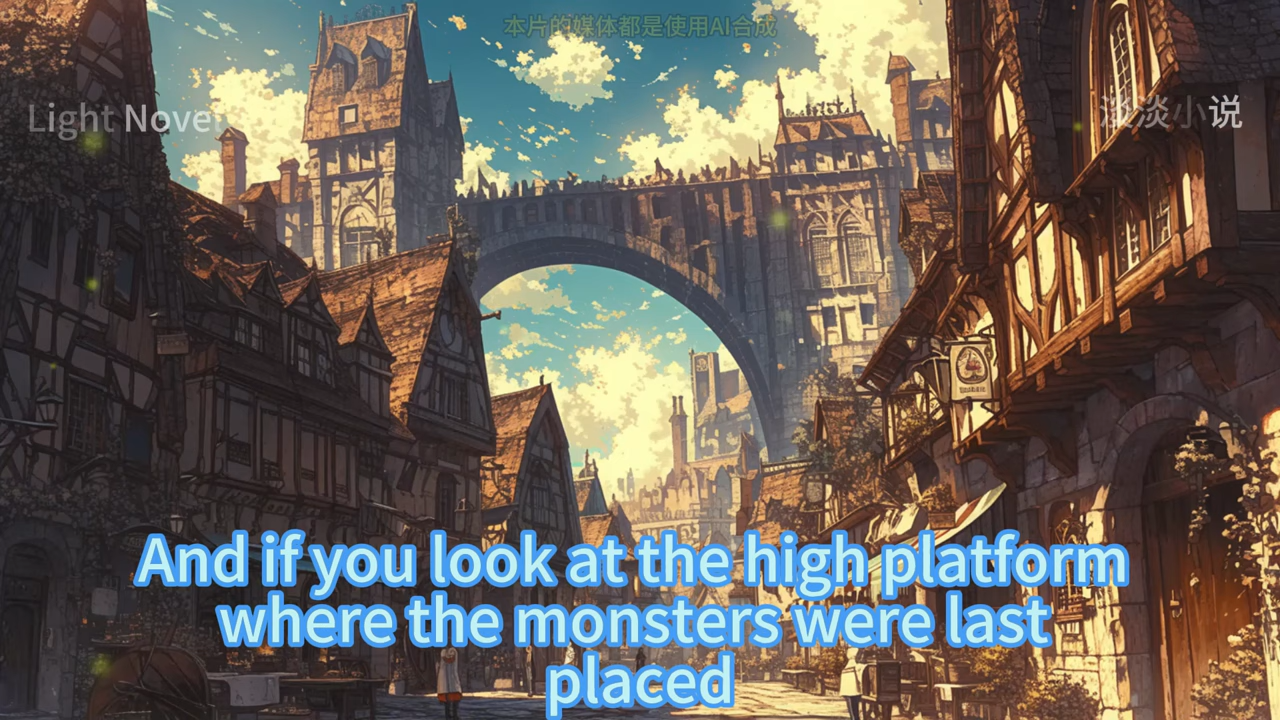 本片的媒体都是使用AI合成
Light Nove
淡淡小说
And if you look at the high platform
where the monsters were last
placed